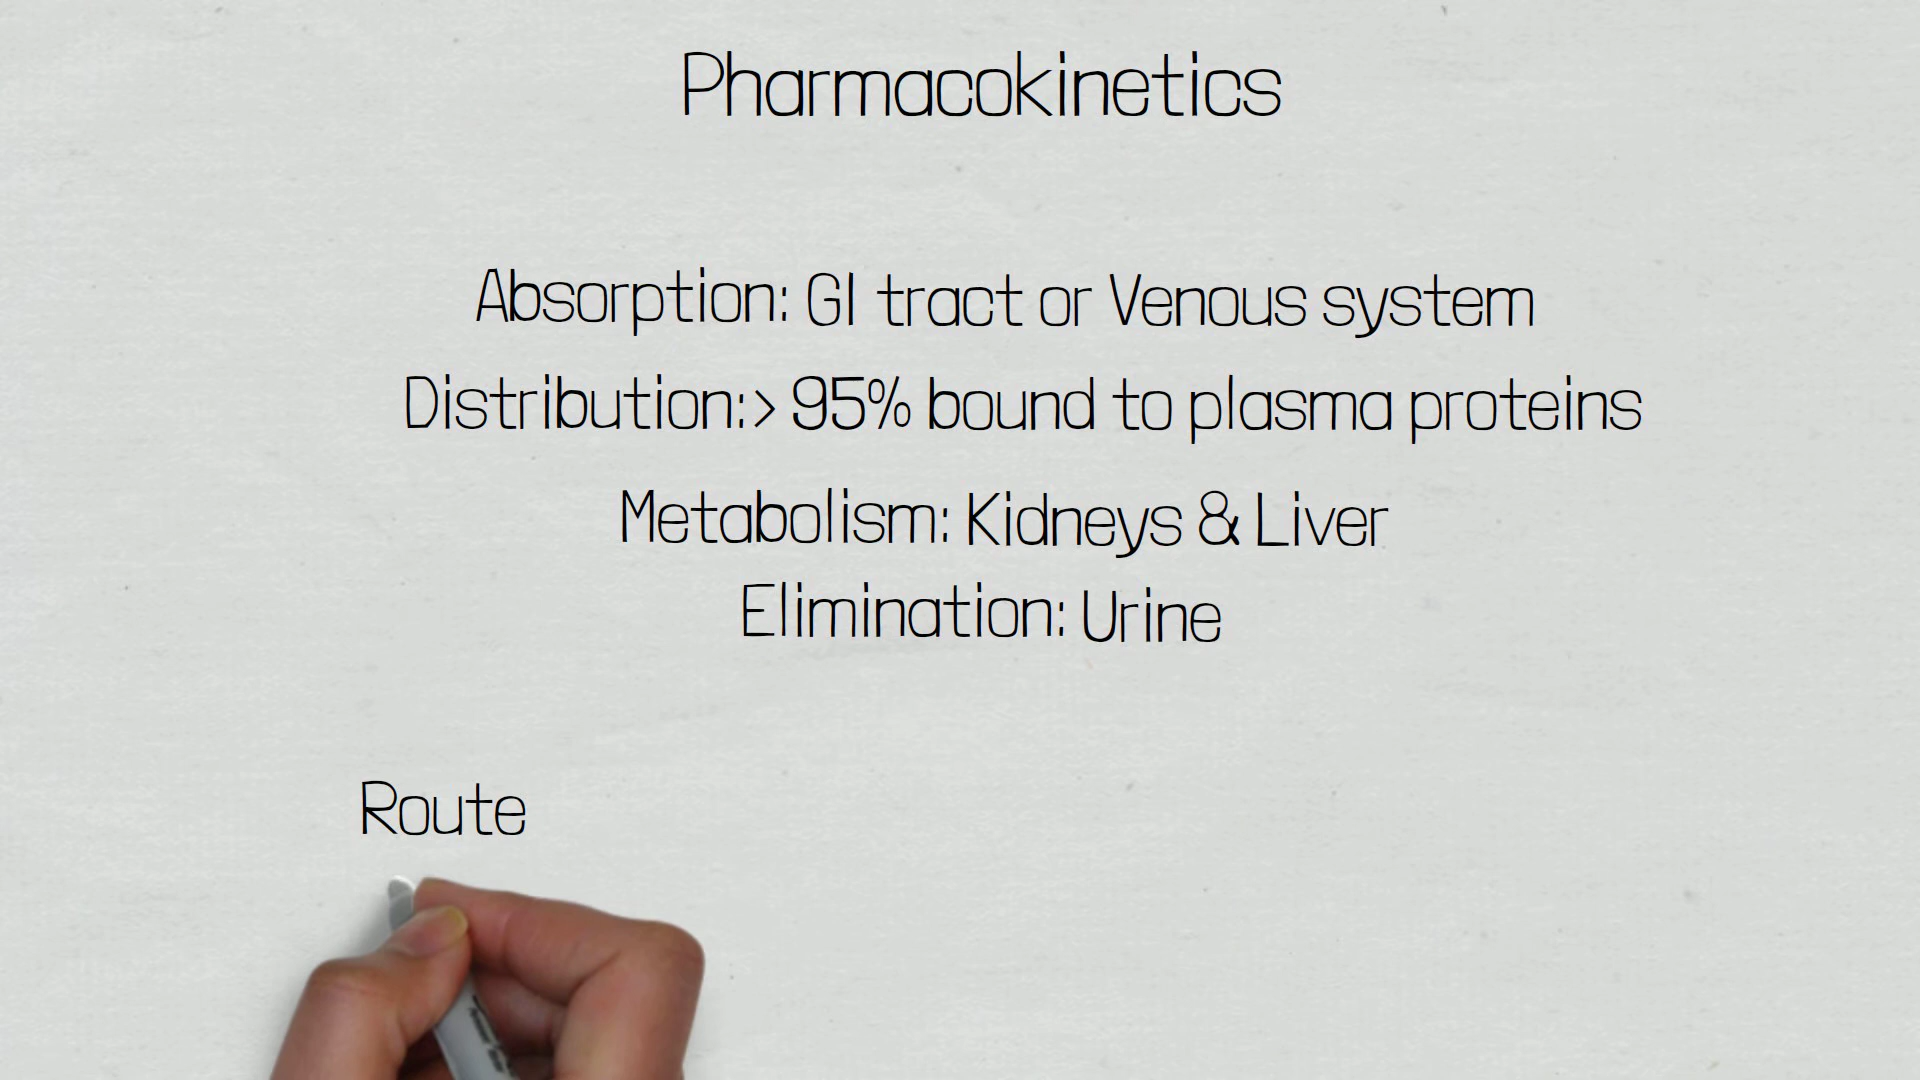 Pharmacokinetics
Absorption: GI tract or Venous system
Distribution:> 95% bound to plasma proteins
Metabolism: Kidneys & Liver
Elimination: Urine
Route